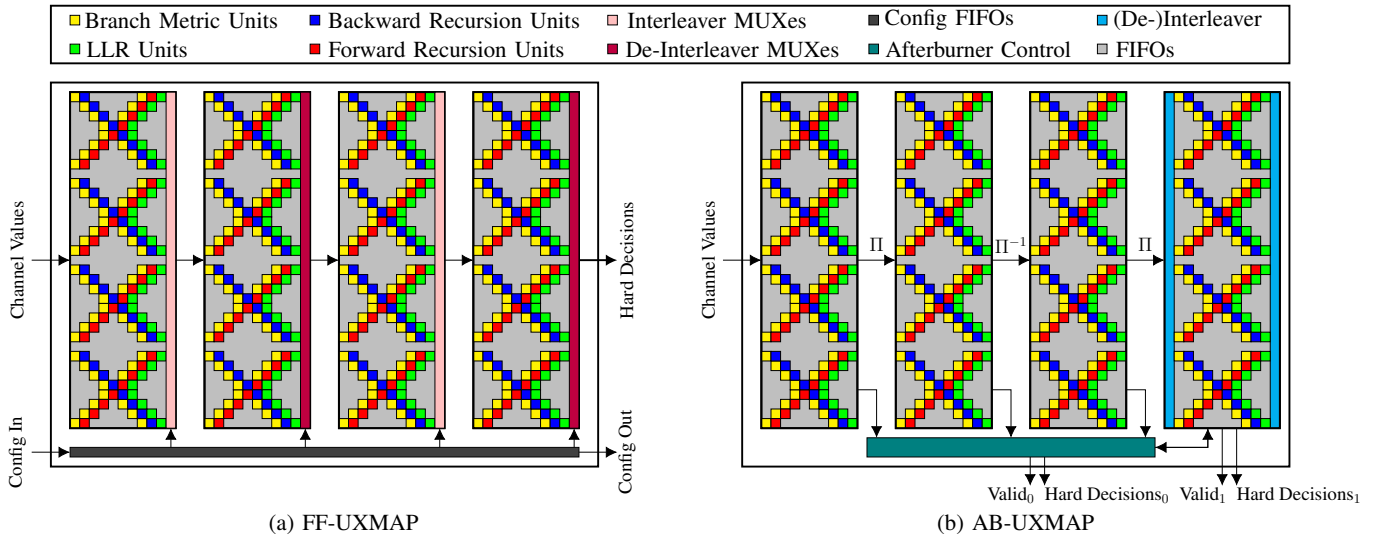 Branch Metric Units Backward Recursion Units Interleaver MUXes Config FIFOs (De-)Interleaver
LLR Units Forward Recursion Units De-Interleaver MUXes Afterburner Control FIFOs
Channel Values
Config In
Hard Decisions
Config Out
(a) FF-UXMAP
Channel Values
Π Π⁻¹ Π
Valid₀ Hard Decisions₀ Valid₁ Hard Decisions₁
(b) AB-UXMAP